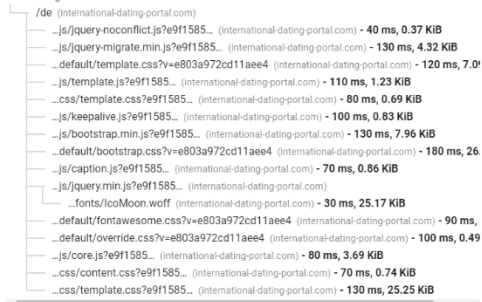 /de (international-dating-portal.com)
...js/jquery-noconflict.js?e9f1585... (international-dating-portal.com) - 40 ms, 0.37 KiB
...js/jquery-migrate.min.js?e9f1585... (international-dating-portal.com) - 130 ms, 4.32 KiB
...default/template.css?v=e803a972cd11aee4 (international-dating-portal.com) - 120 ms, 7.09
...js/template.js?e9f1585... (international-dating-portal.com) - 110 ms, 1.23 KiB
...css/template.css?e9f1585... (international-dating-portal.com) - 80 ms, 0.69 KiB
...js/keepalive.js?e9f1585... (international-dating-portal.com) - 100 ms, 0.83 KiB
...js/bootstrap.min.js?e9f1585... (international-dating-portal.com) - 130 ms, 7.96 KiB
...default/bootstrap.css?v=e803a972cd11aee4 (international-dating-portal.com) - 180 ms, 26.
...js/caption.js?e9f1585... (international-dating-portal.com) - 70 ms, 0.86 KiB
...js/jquery.min.js?e9f1585... (international-dating-portal.com)
...fonts/IcoMoon.woff (international-dating-portal.com) - 30 ms, 25.17 KiB
...default/fontawesome.css?v=e803a972cd11aee4 (international-dating-portal.com) - 90 ms,
...default/override.css?v=e803a972cd11aee4 (international-dating-portal.com) - 100 ms, 0.49
...js/core.js?e9f1585... (international-dating-portal.com) - 80 ms, 3.69 KiB
...css/content.css?e9f1585... (international-dating-portal.com) - 70 ms, 0.74 KiB
...css/template.css?e9f1585... (international-dating-portal.com) - 130 ms, 25.25 KiB